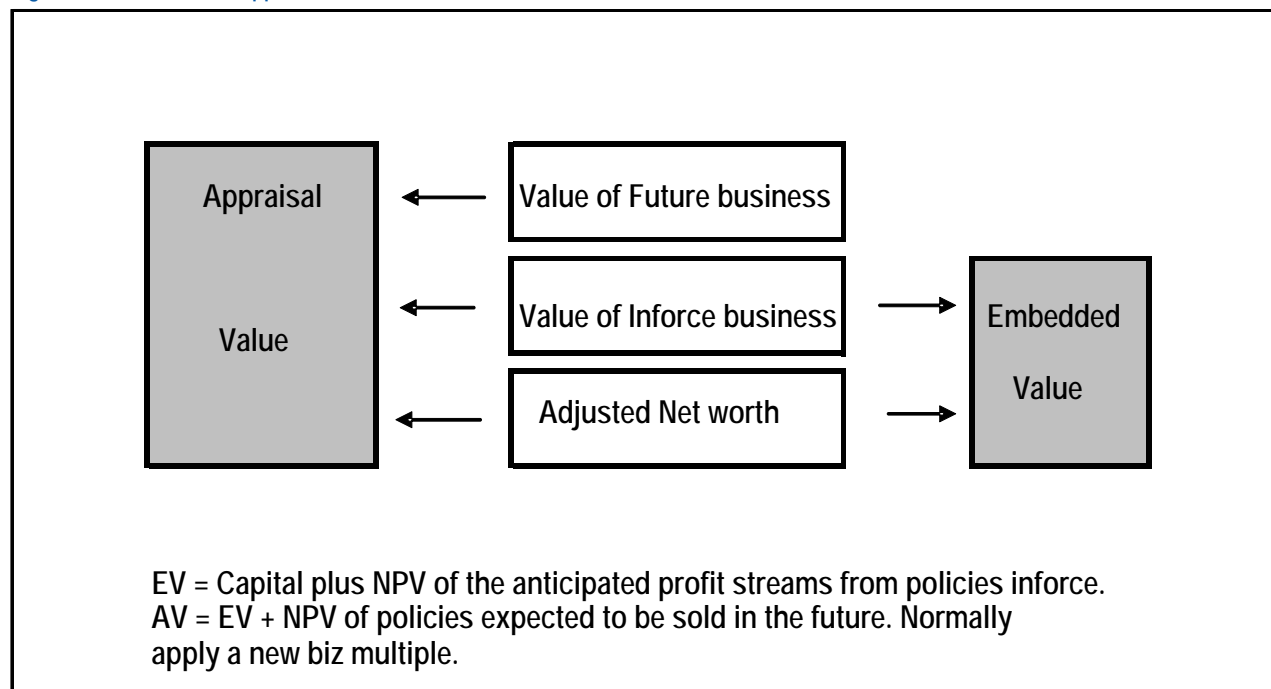 Appraisal
Value
Value of Future business
Value of Inforce business
Adjusted Net worth
Embedded
Value
EV = Capital plus NPV of the anticipated profit streams from policies inforce.
AV = EV + NPV of policies expected to be sold in the future. Normally
apply a new biz multiple.